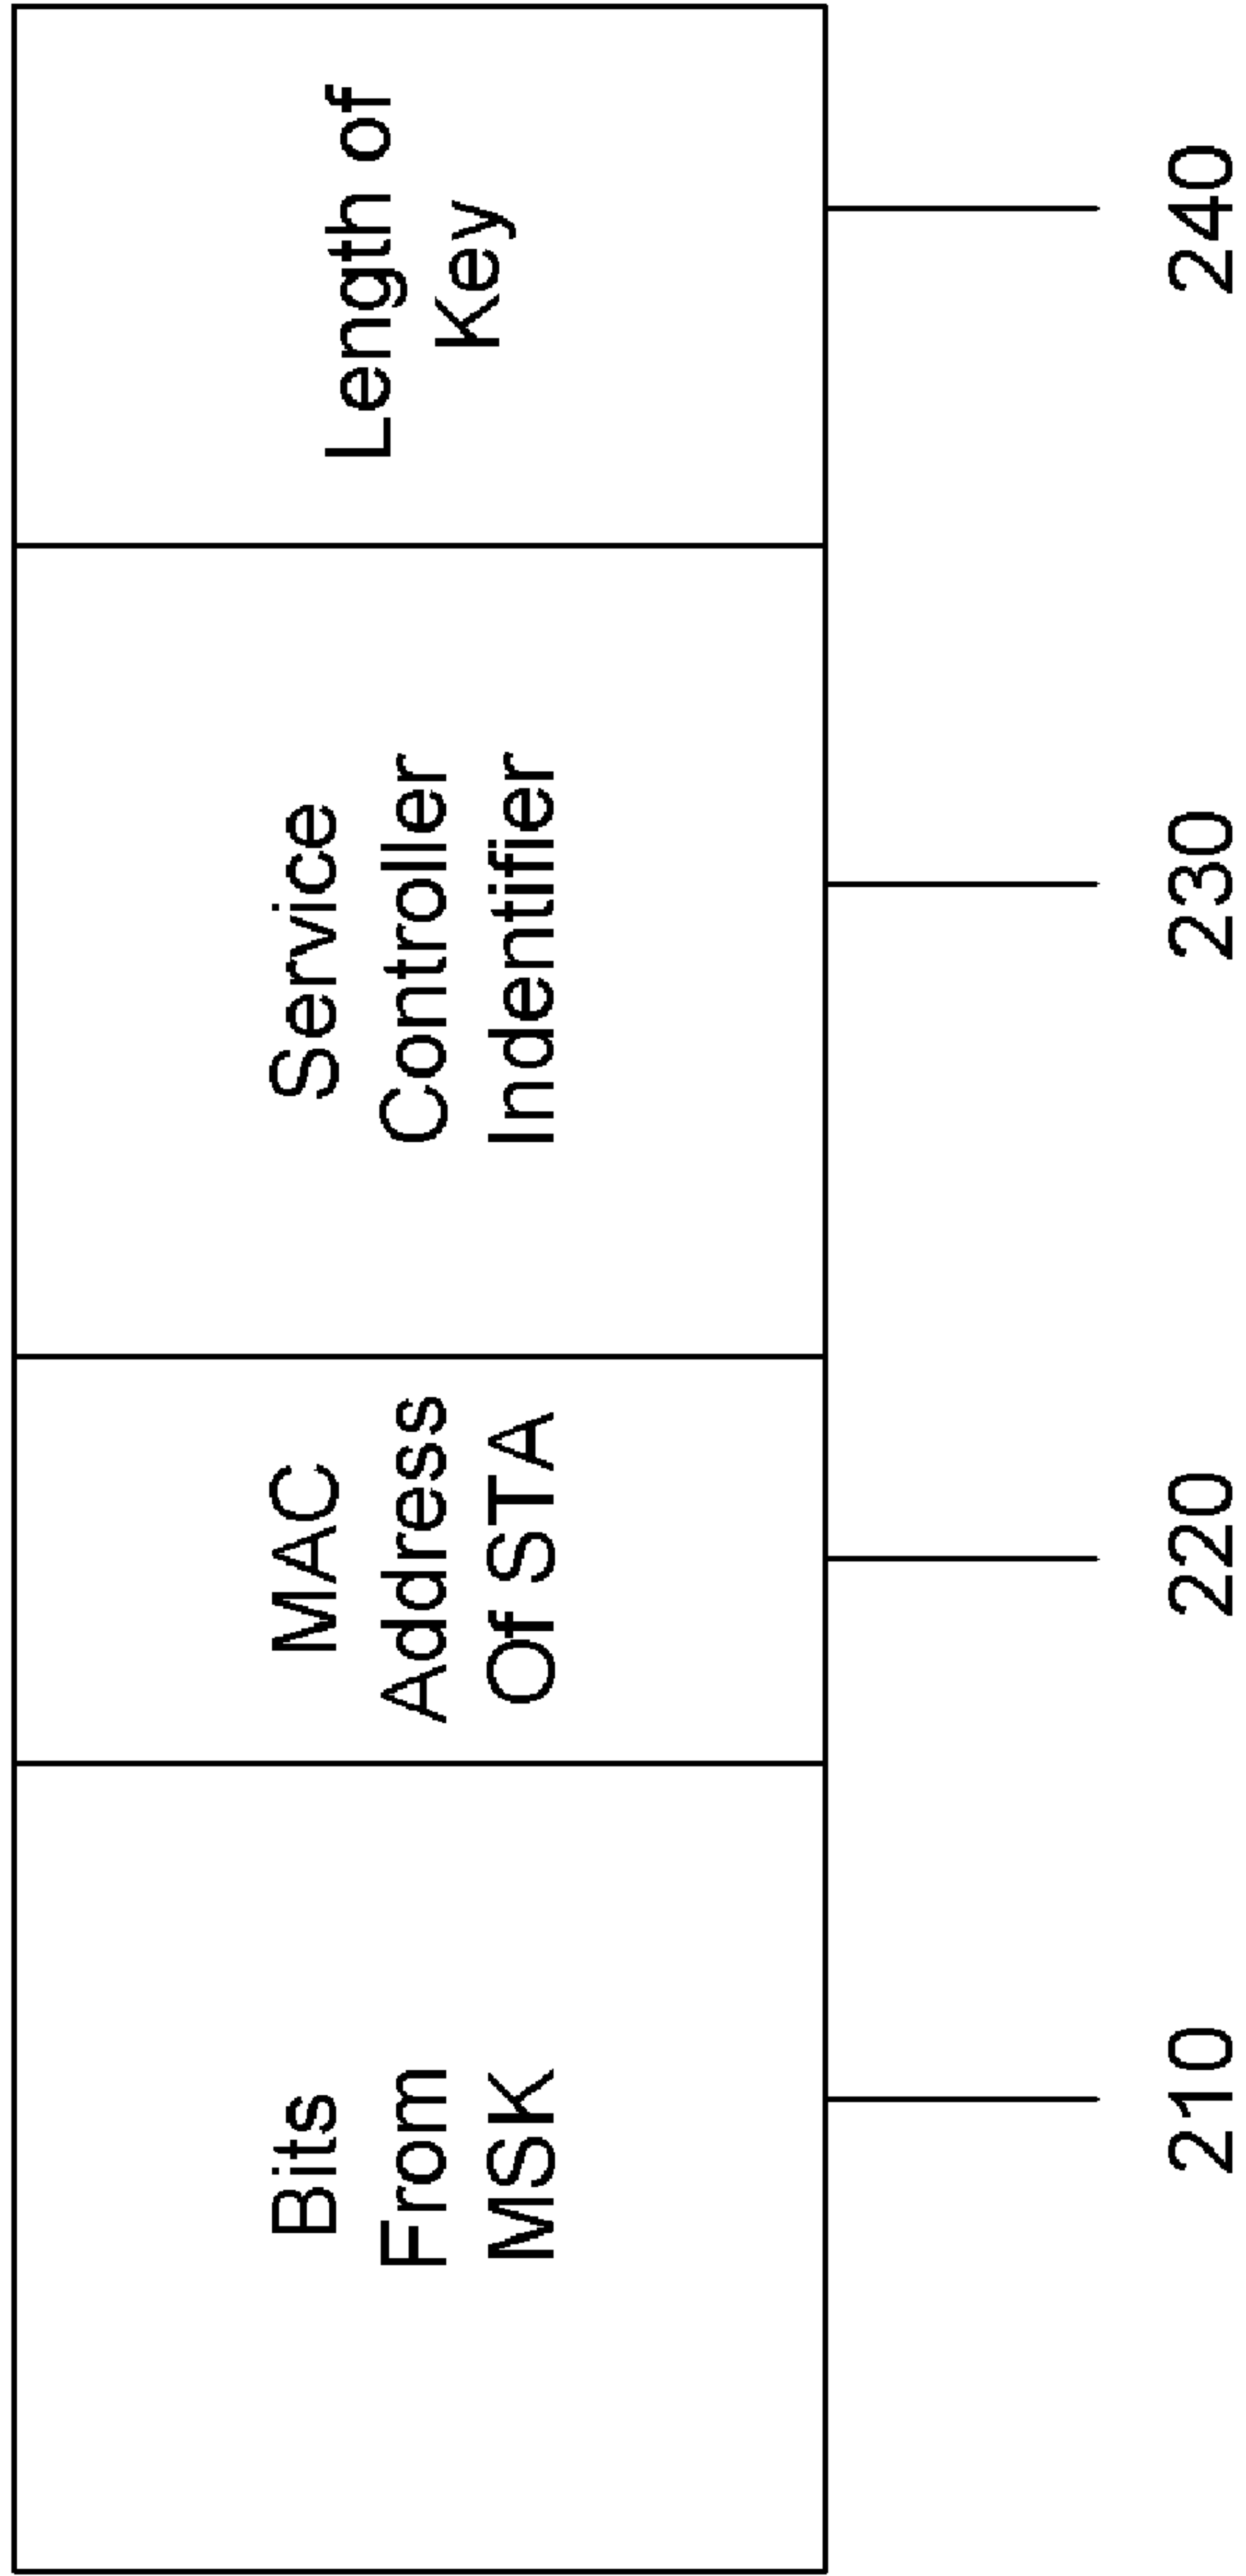 Bits
From
MSK
MAC
Address
Of STA
Service
Controller
Indentifier
Length of
Key
210
220
230
240